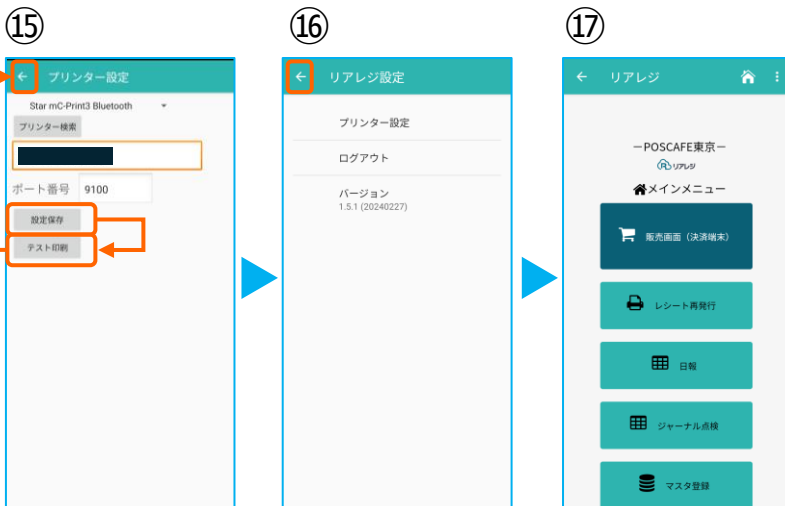 ⑮
プリンター設定
Star mC-Print3 Bluetooth
プリンター検索
ポート番号 9100
設定保存
テスト印刷
⑯
リアレジ設定
プリンター設定
ログアウト
バージョン
1.5.1 (20240227)
⑰
リアレジ
－POSCAFE東京－
リアレジ
メインメニュー
販売画面（決済端末）
レシート再発行
日報
ジャーナル点検
マスタ登録